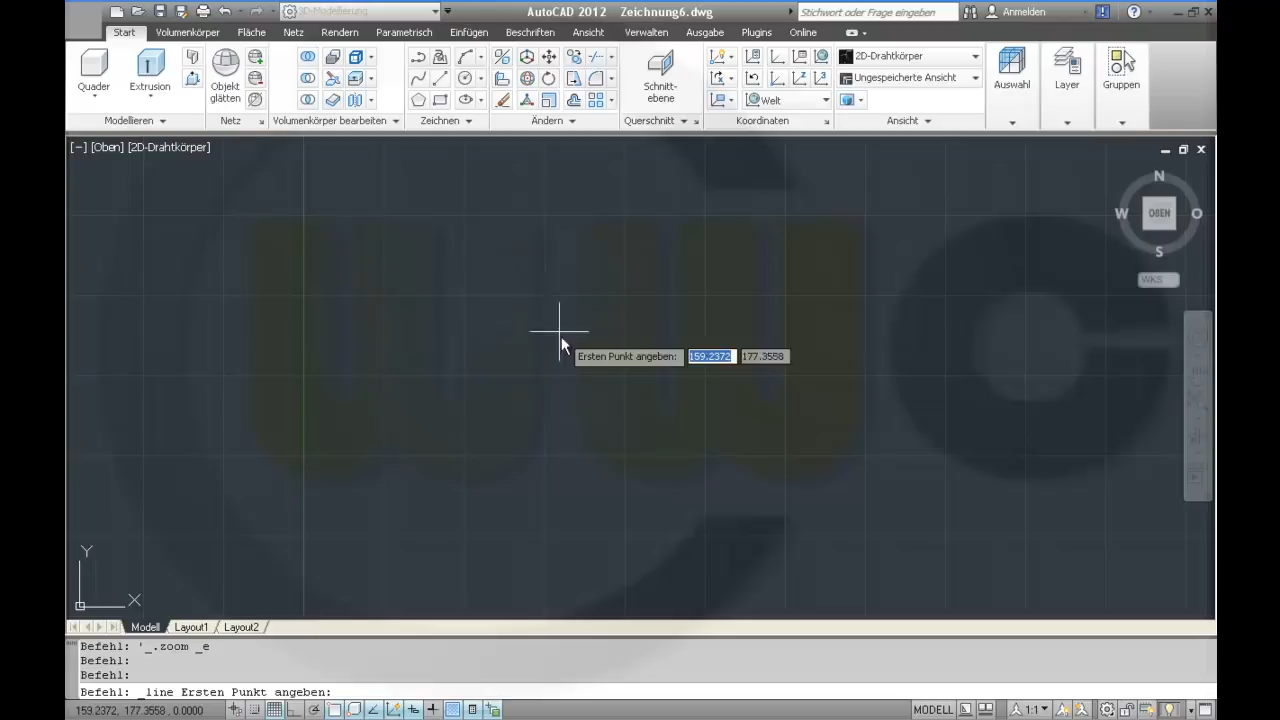 AutoCAD 2012 Zeichnung6.dwg
3D-Modellierung
Stichwort oder Frage eingeben
Anmelden
Start Volumenkörper Fläche Netz Rendern Parametrisch Einfügen Beschriften Ansicht Verwalten Ausgabe Plugins Online
2D-Drahtkörper
Ungespeicherte Ansicht
Welt
Quader
Extrusion
Objekt glätten
Schnitt-ebene
Auswahl
Layer
Gruppen
Modellieren
Netz
Volumenkörper bearbeiten
Zeichnen
Ändern
Querschnitt
Koordinaten
Ansicht
[−] [Oben] [2D-Drahtkörper]
N
W OBEN O
S
WKS
Ersten Punkt angeben: 159.2372 177.3558
Y
X
Modell Layout1 Layout2
Befehl: '_.zoom _e
Befehl:
Befehl:
Befehl: _line Ersten Punkt angeben:
159.2372, 177.3558, 0.0000
MODELL
1:1